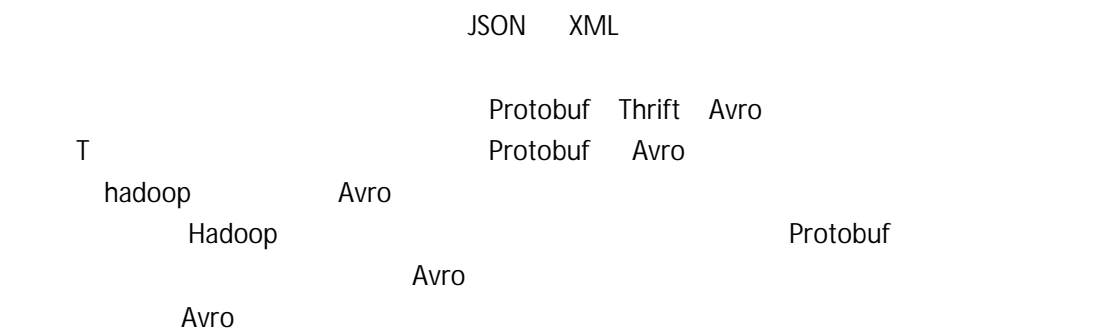 JSON XML
Protobuf Thrift Avro
T Protobuf Avro
hadoop Avro
Hadoop Protobuf
Avro
Avro